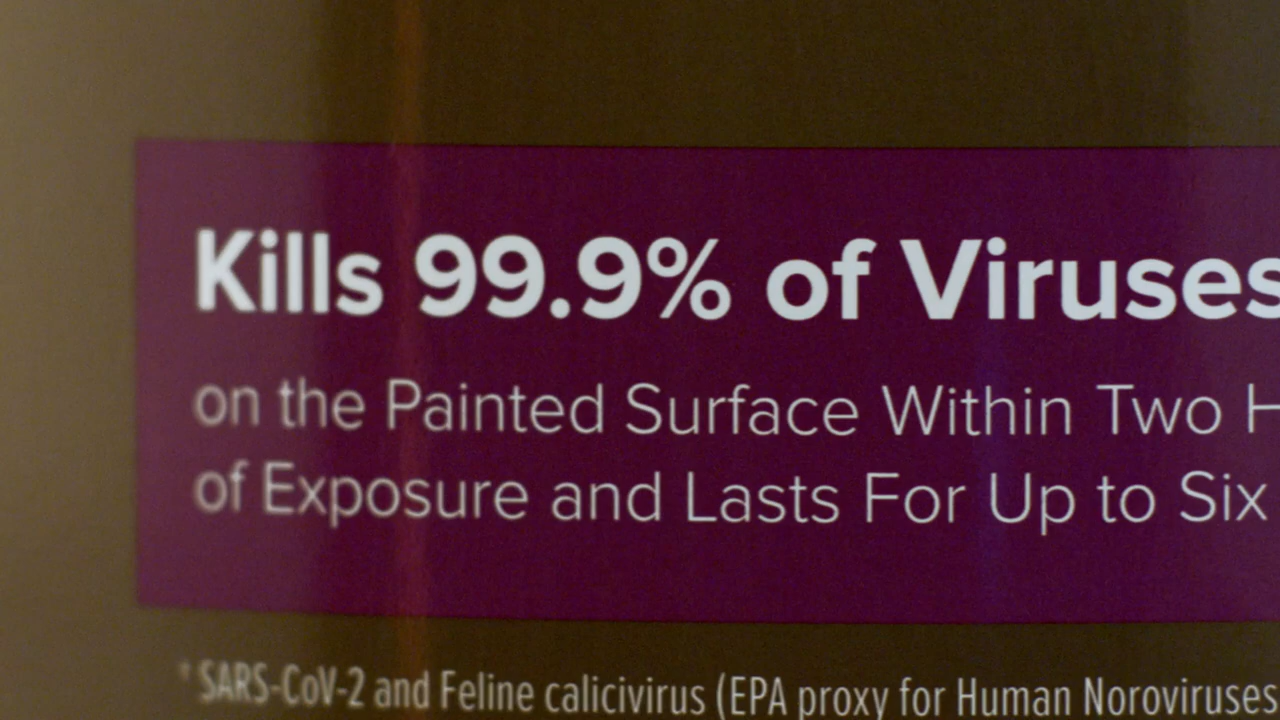 Kills 99.9% of Viruses
on the Painted Surface Within Two
of Exposure and Lasts For Up to Six
† SARS-CoV-2 and Feline calicivirus (EPA proxy for Human Noroviruses